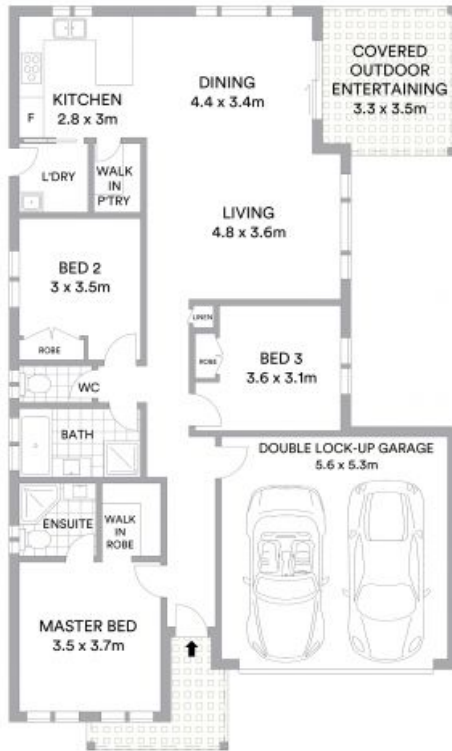 COVERED
OUTDOOR
ENTERTAINING
3.3 x 3.5m
DINING
4.4 x 3.4m
KITCHEN
2.8 x 3m
F
L'DRY
WALK
IN
P'TRY
LIVING
4.8 x 3.6m
BED 2
3 x 3.5m
ROBE
LINEN
ROBE
BED 3
3.6 x 3.1m
WC
BATH
DOUBLE LOCK-UP GARAGE
5.6 x 5.3m
ENSUITE
WALK
IN
ROBE
MASTER BED
3.5 x 3.7m